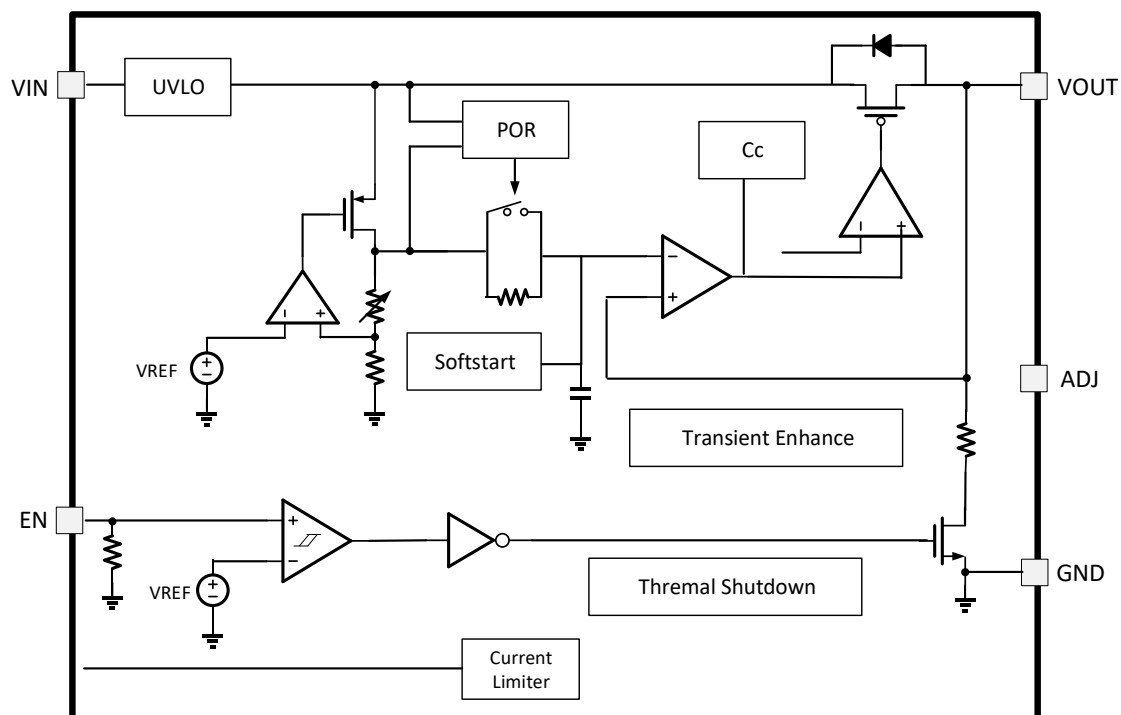 VIN
UVLO
VOUT
POR
Cc
VREF
Softstart
ADJ
Transient Enhance
EN
VREF
Thremal Shutdown
GND
Current
Limiter